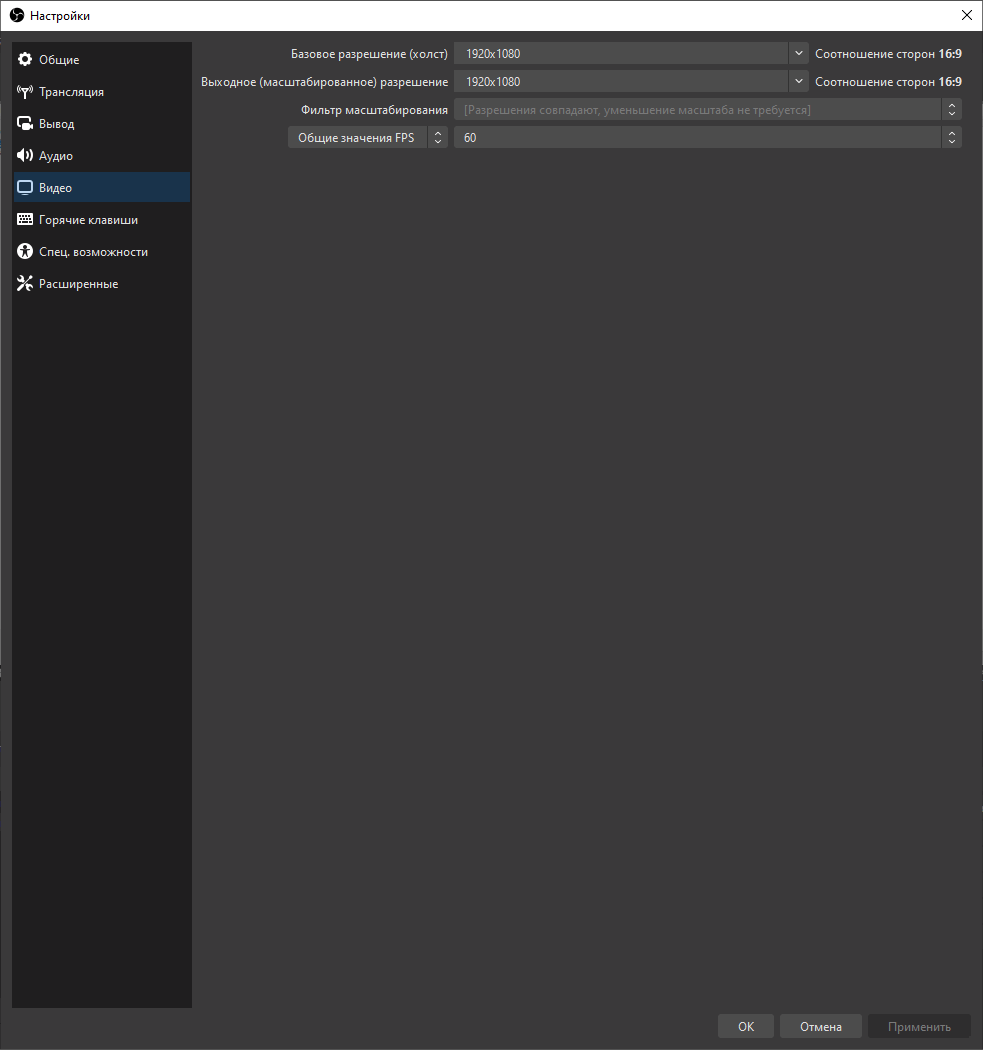 Настройки
Общие
Трансляция
Вывод
Аудио
Видео
Горячие клавиши
Спец. возможности
Расширенные
Базовое разрешение (холст) 1920x1080 Соотношение сторон 16:9
Выходное (масштабированное) разрешение 1920x1080 Соотношение сторон 16:9
Фильтр масштабирования [Разрешения совпадают, уменьшение масштаба не требуется]
Общие значения FPS 60
ОК Отмена Применить